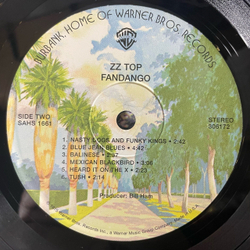 BURBANK, HOME OF WARNER BROS. RECORDS
ZZ TOP
FANDANGO
SIDE TWO
SAHS 1661
STEREO
306172
1. NASTY DOGS AND FUNKY KINGS • 2:42
2. BLUE JEAN BLUES • 4:42
3. BALINESE • 2:37
4. MEXICAN BLACKBIRD • 3:06
5. HEARD IT ON THE X • 2:23
6. TUSH • 2:14
Producer: Bill Ham